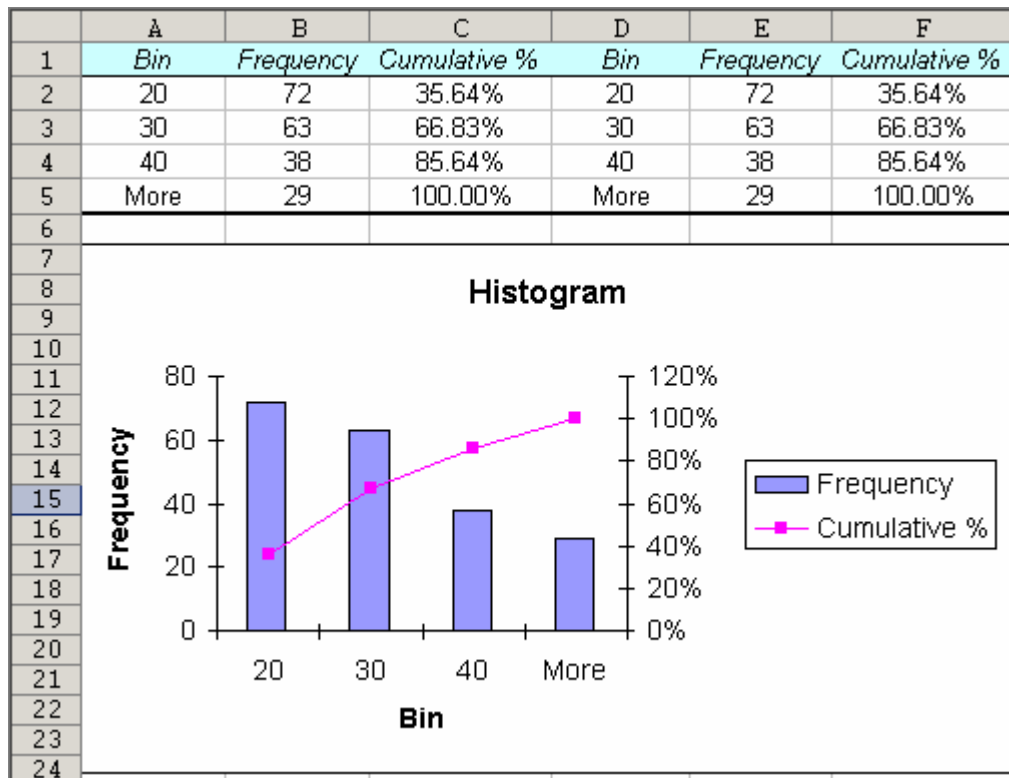 A B C D E F
1 Bin Frequency Cumulative % Bin Frequency Cumulative %
2 20 72 35.64% 20 72 35.64%
3 30 63 66.83% 30 63 66.83%
4 40 38 85.64% 40 38 85.64%
5 More 29 100.00% More 29 100.00%
6
7
8
9
10
11
12
13
14
15
16
17
18
19
20
21
22
23
24
Histogram
80
60
40
20
0
Frequency
120%
100%
80%
60%
40%
20%
0%
20 30 40 More
Bin
Frequency
Cumulative %